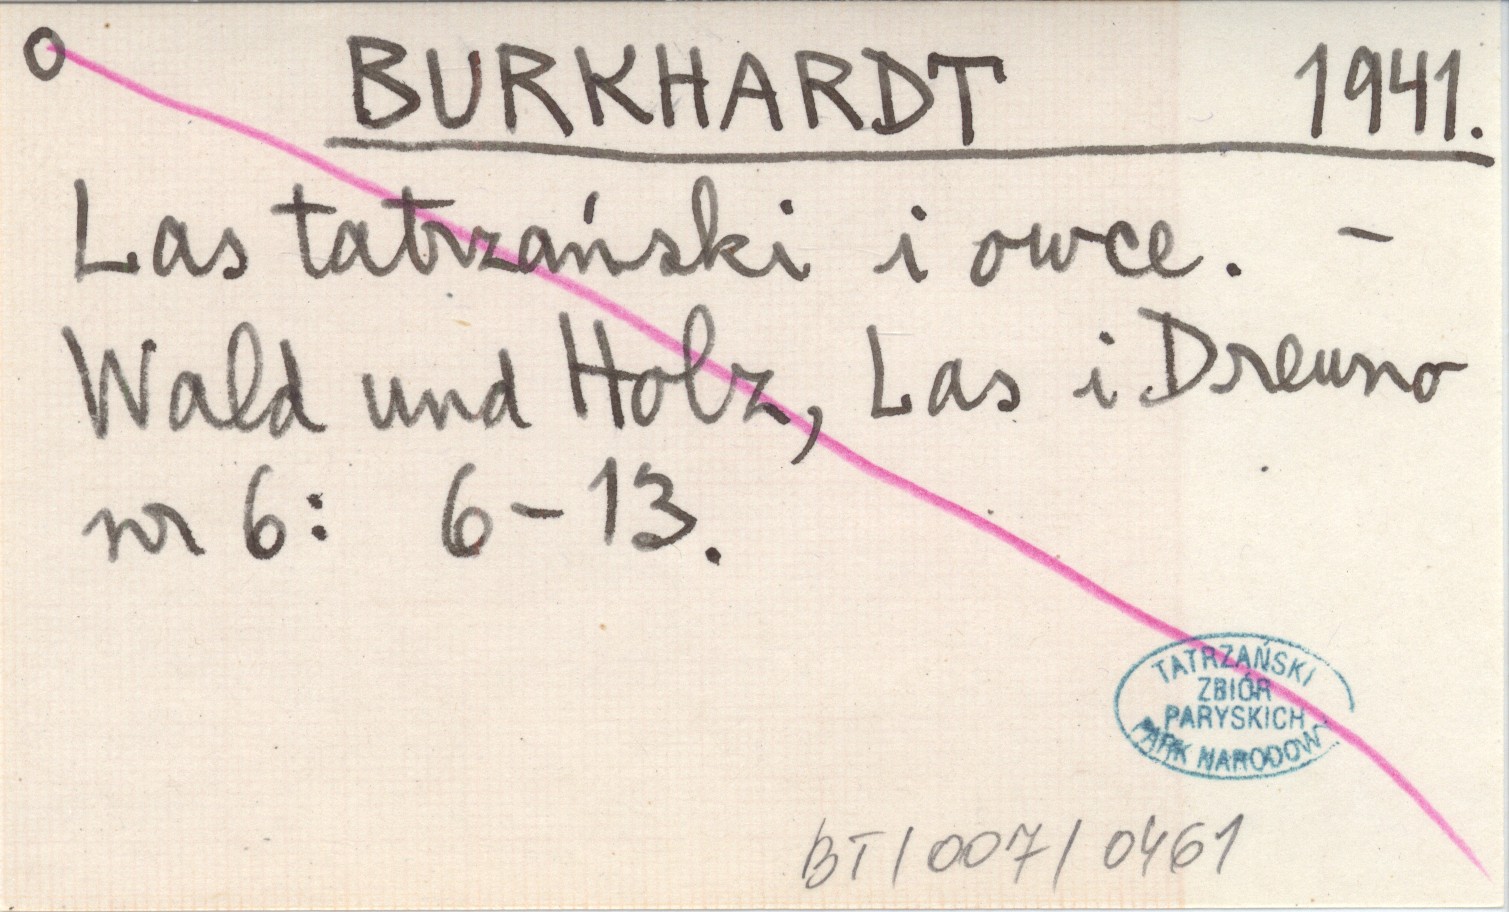 O BURKHARDT 1941.
Las tatrzański i owce. -
Wald und Holz, Las i Drewno
nr 6: 6-13.
TATRZAŃSKI
ZBIÓR
PARYSKICH
PARK NARODOWY
BT/007/0461